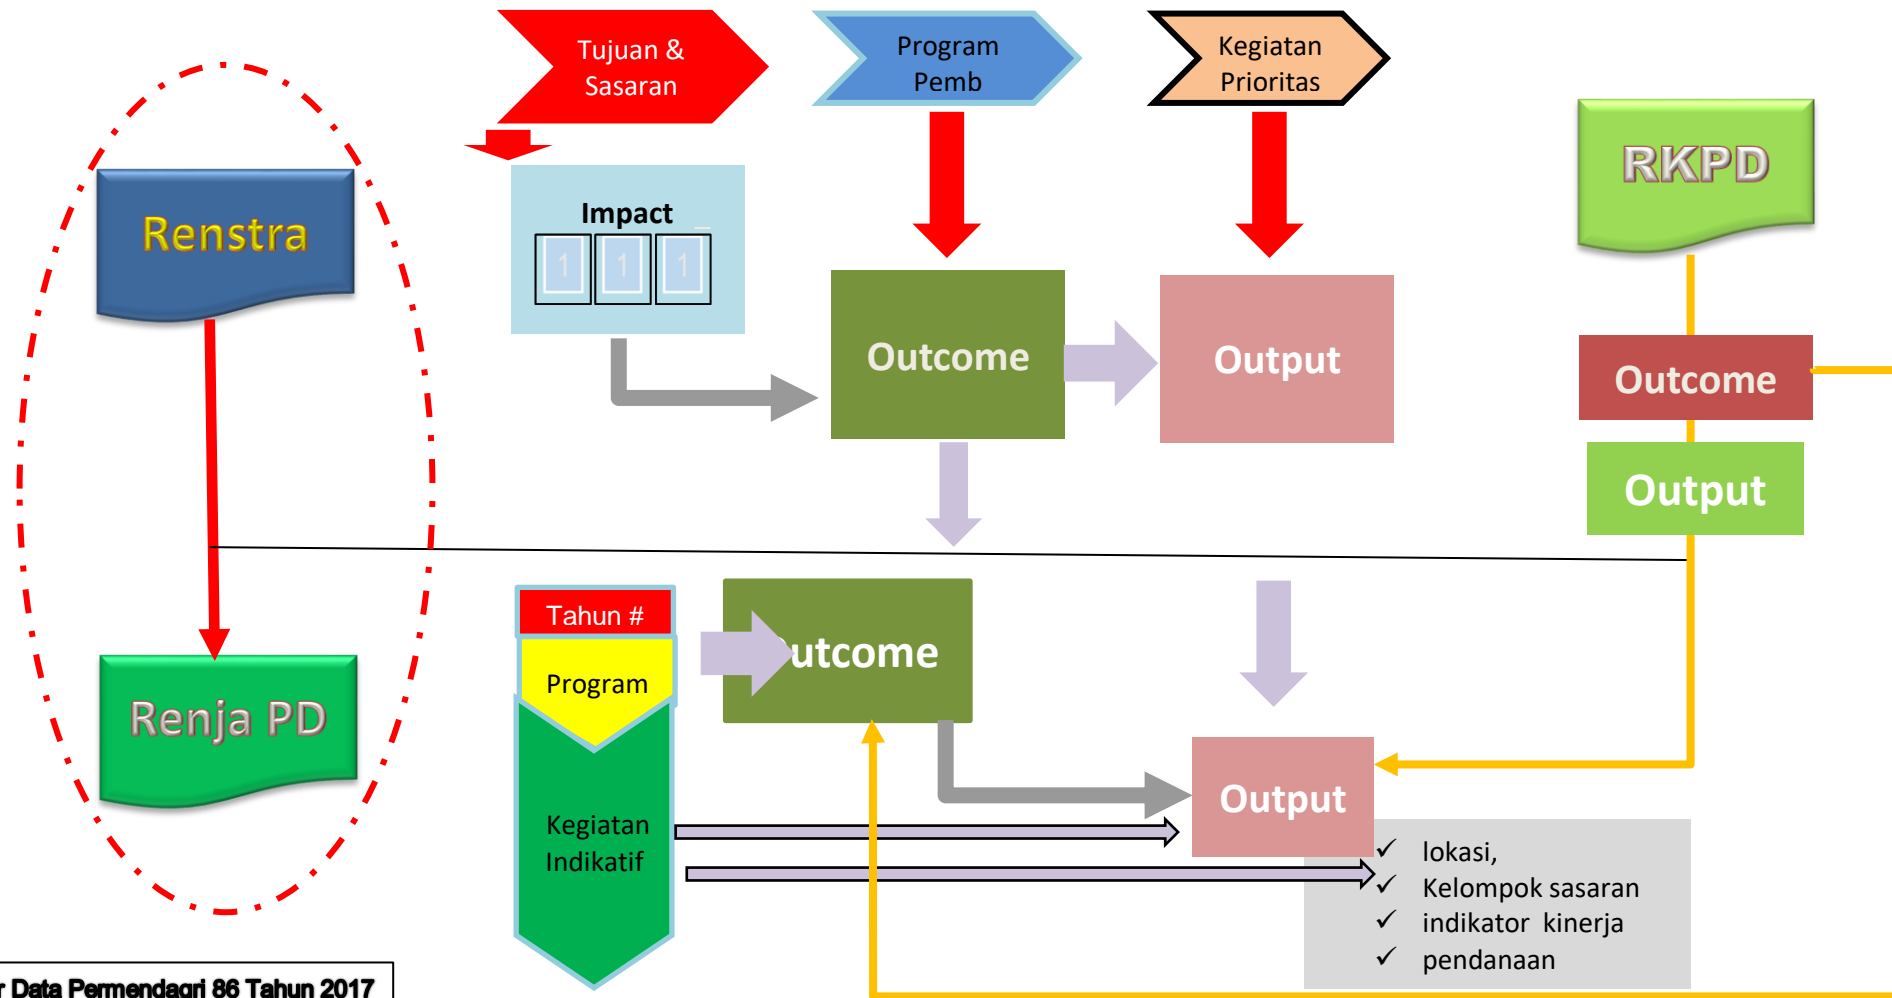 Tujuan &
Sasaran
Program
Pemb
Kegiatan
Prioritas
RKPD
Renstra
Impact
1 1 1
Outcome
Output
Outcome
Output
Tahun #
Program
Kegiatan
Indikatif
utcome
Renja PD
Output
✓ lokasi,
✓ Kelompok sasaran
✓ indikator kinerja
✓ pendanaan
r Data Permendagri 86 Tahun 2017